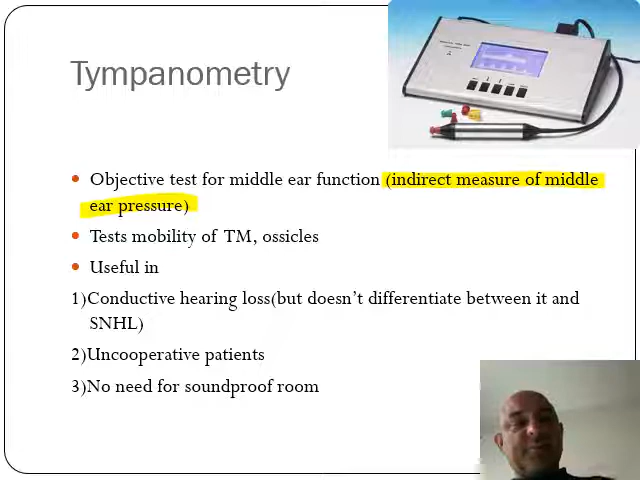 Tympanometry
Objective test for middle ear function (indirect measure of middle
ear pressure)
Tests mobility of TM, ossicles
Useful in
1)Conductive hearing loss(but doesn’t differentiate between it and
SNHL)
2)Uncooperative patients
3)No need for soundproof room